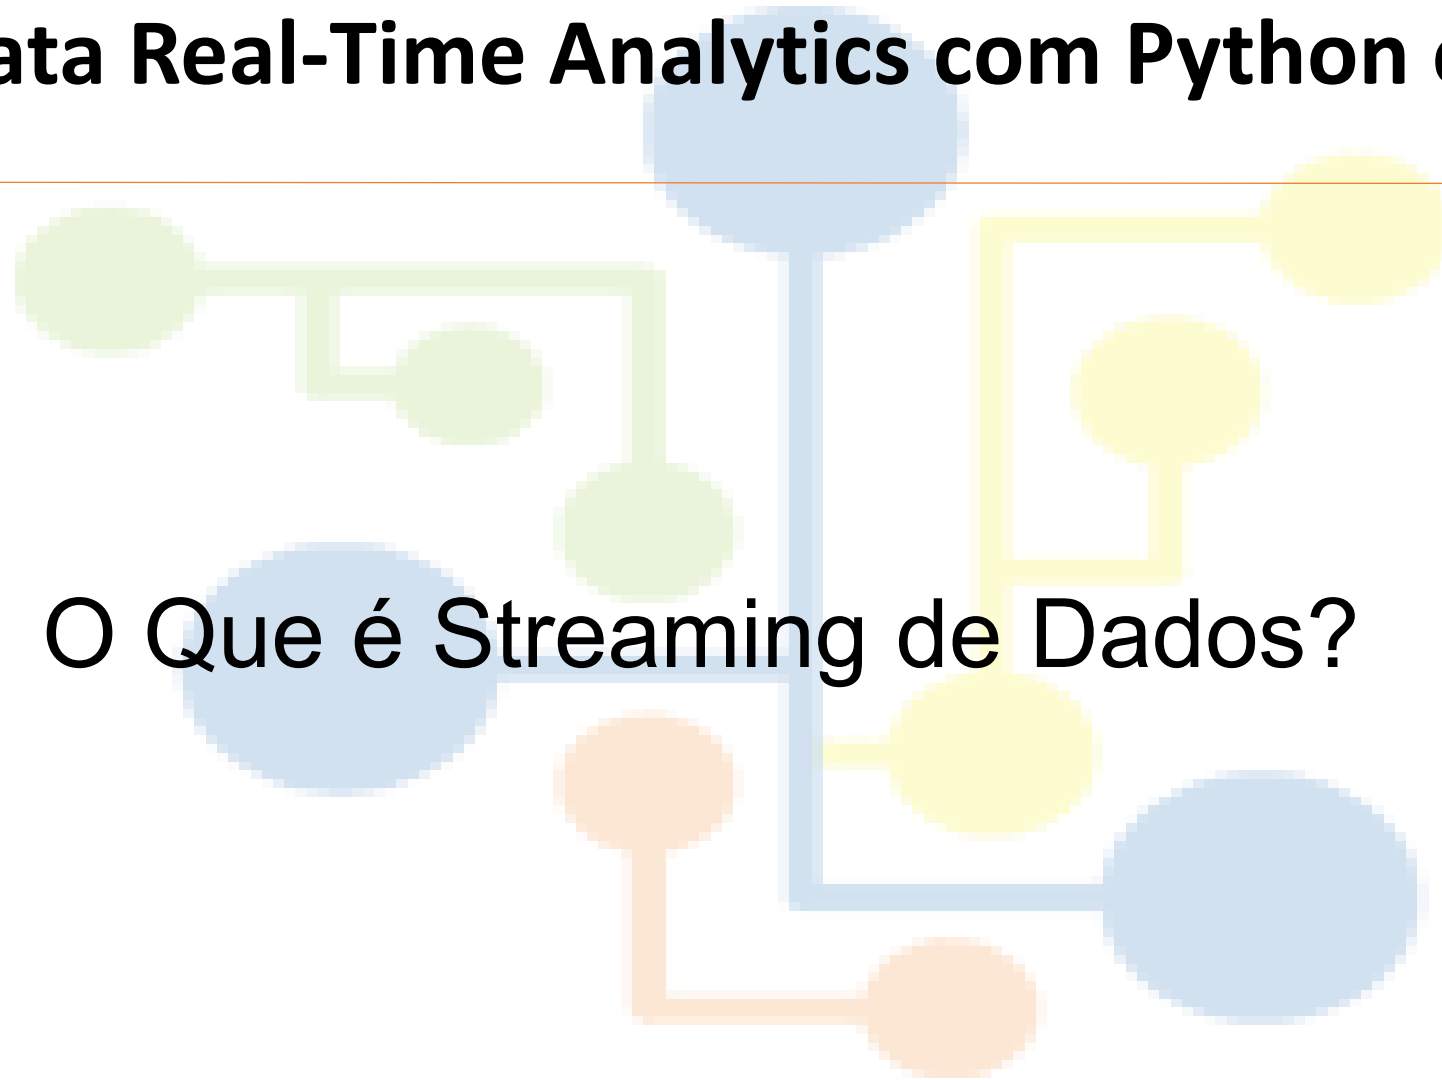 ata Real-Time Analytics com Python
O Que é Streaming de Dados?